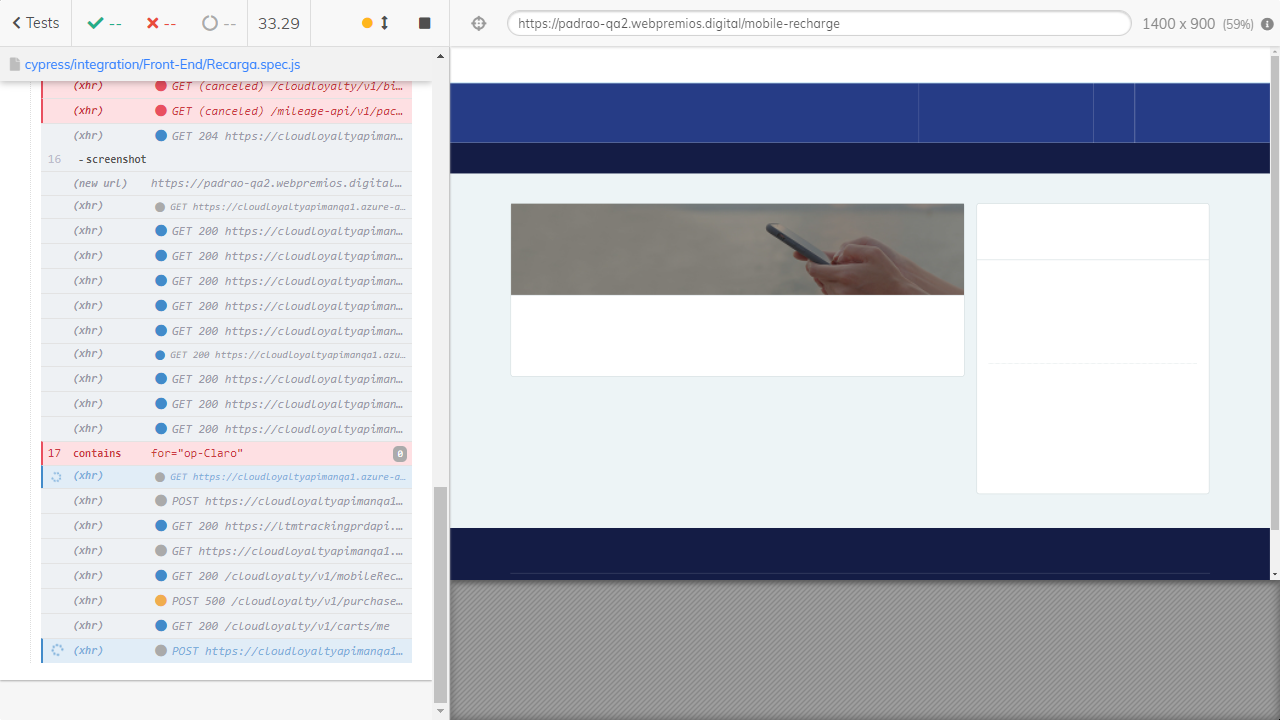 Tests
--
--
--
33.29
https://padrao-qa2.webpremios.digital/mobile-recharge
1400 x 900 (59%)
cypress/integration/Front-End/Recarga.spec.js
(xhr) GET (canceled) /cloudloyalty/v1/bi…
(xhr) GET (canceled) /mileage-api/v1/pac…
(xhr) GET 204 https://cloudloyaltyapiman…
16 -screenshot
(new url) https://padrao-qa2.webpremios.digital…
(xhr) GET https://cloudloyaltyapimanqa1.azure-a…
(xhr) GET 200 https://cloudloyaltyapiman…
(xhr) GET 200 https://cloudloyaltyapiman…
(xhr) GET 200 https://cloudloyaltyapiman…
(xhr) GET 200 https://cloudloyaltyapiman…
(xhr) GET 200 https://cloudloyaltyapiman…
(xhr) GET 200 https://cloudloyaltyapimanqa1.azu…
(xhr) GET 200 https://cloudloyaltyapiman…
(xhr) GET 200 https://cloudloyaltyapiman…
(xhr) GET 200 https://cloudloyaltyapiman…
17 contains for="op-Claro" 0
(xhr) GET https://cloudloyaltyapimanqa1.azure-a…
(xhr) POST https://cloudloyaltyapimanqa1…
(xhr) GET 200 https://ltmtrackingprdapi.…
(xhr) GET https://cloudloyaltyapimanqa1.…
(xhr) GET 200 /cloudloyalty/v1/mobileRec…
(xhr) POST 500 /cloudloyalty/v1/purchase…
(xhr) GET 200 /cloudloyalty/v1/carts/me
(xhr) POST https://cloudloyaltyapimanqa1…